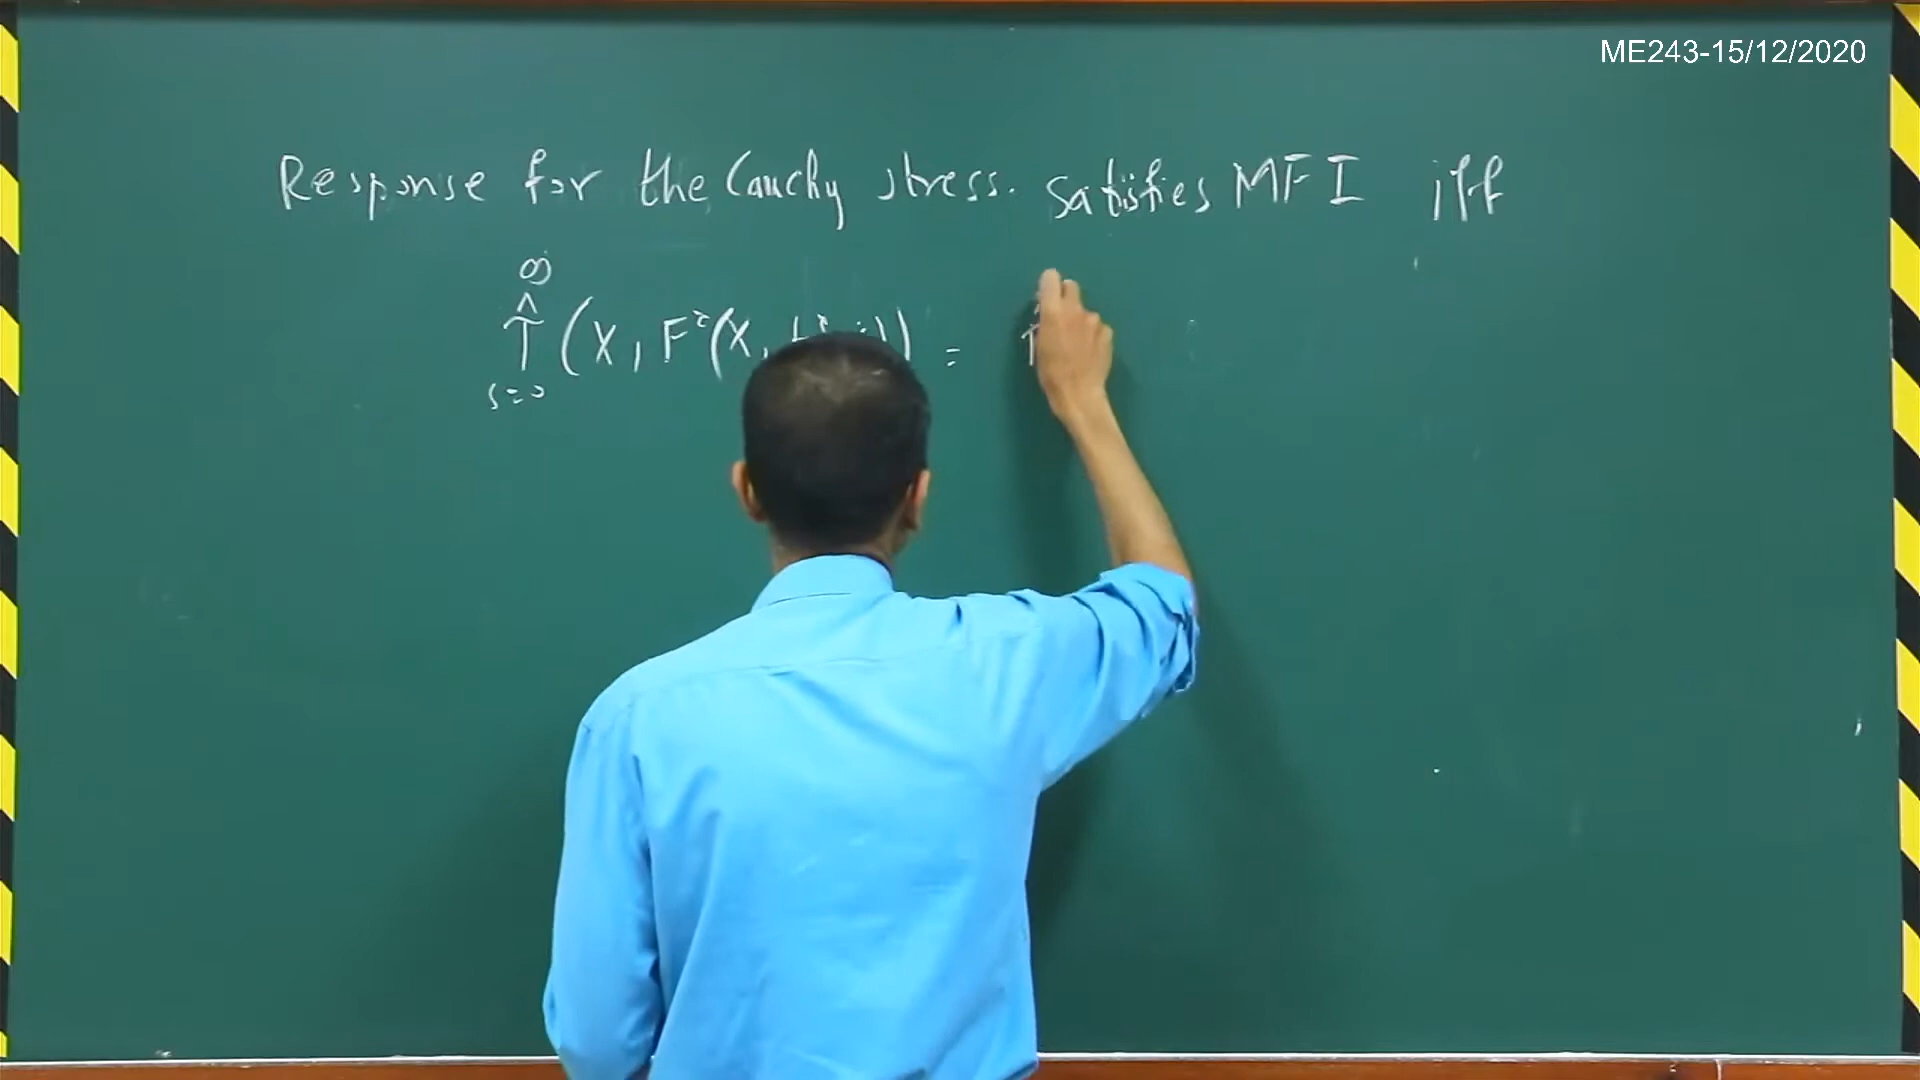 ME243-15/12/2020
Response for the Cauchy stress. Satisfies MFI iff
∞
T̂ (X, F^τ(X, =
s=0